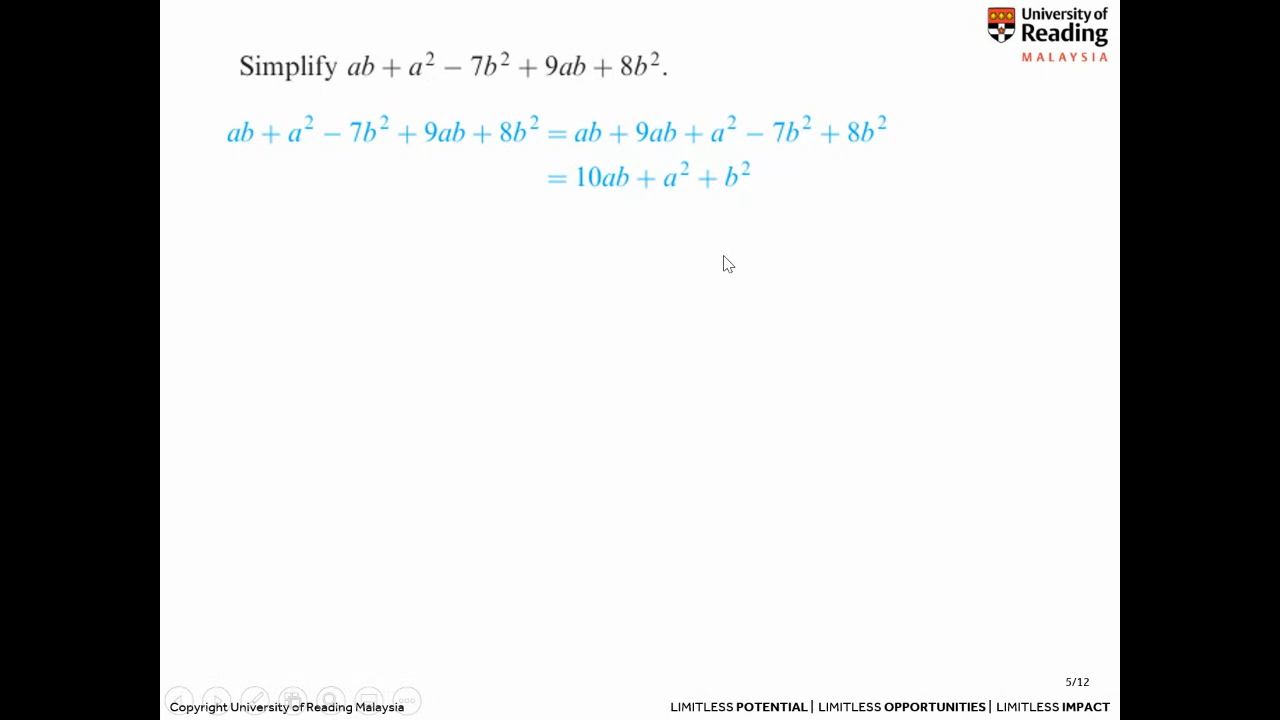 University of
Reading
MALAYSIA
Simplify ab + a² − 7b² + 9ab + 8b².
ab + a² − 7b² + 9ab + 8b² = ab + 9ab + a² − 7b² + 8b²
= 10ab + a² + b²
5/12
Copyright University of Reading Malaysia
LIMITLESS POTENTIAL | LIMITLESS OPPORTUNITIES | LIMITLESS IMPACT